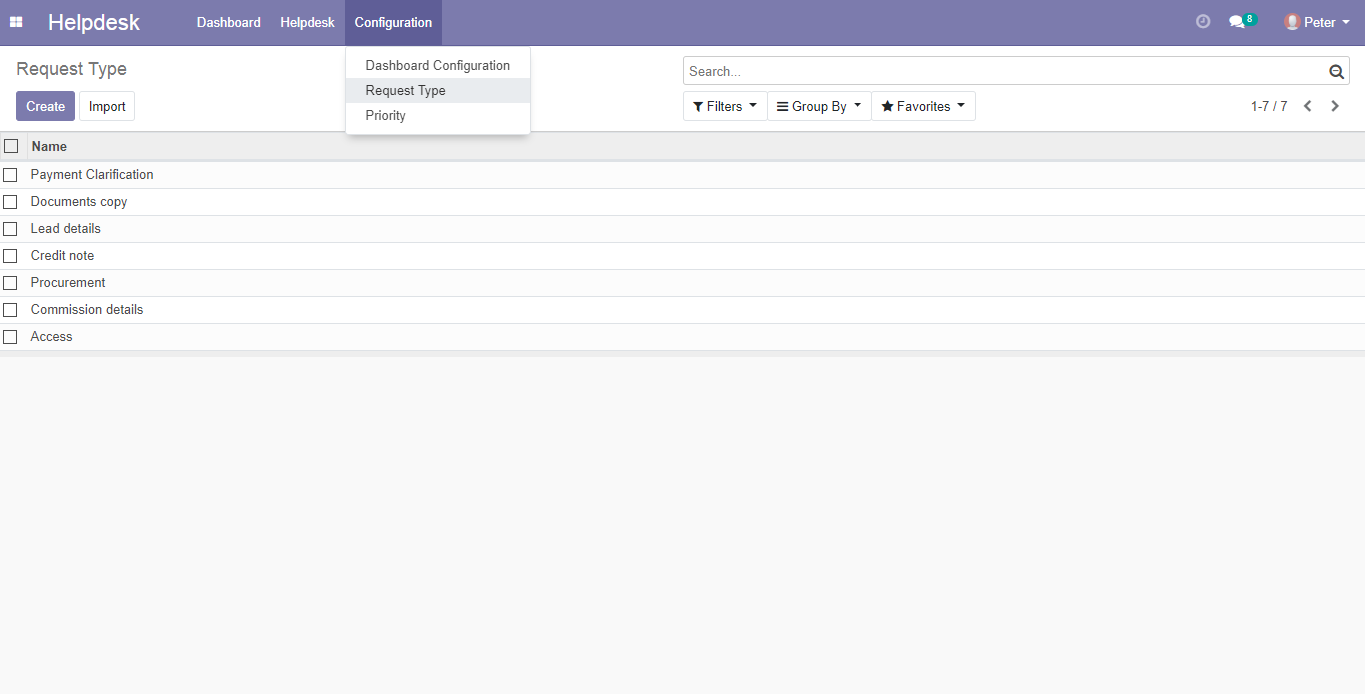 Helpdesk Dashboard Helpdesk Configuration 8 Peter
Dashboard Configuration
Request Type
Priority
Request Type
Search...
Create Import
Filters Group By Favorites 1-7 / 7
Name
Payment Clarification
Documents copy
Lead details
Credit note
Procurement
Commission details
Access